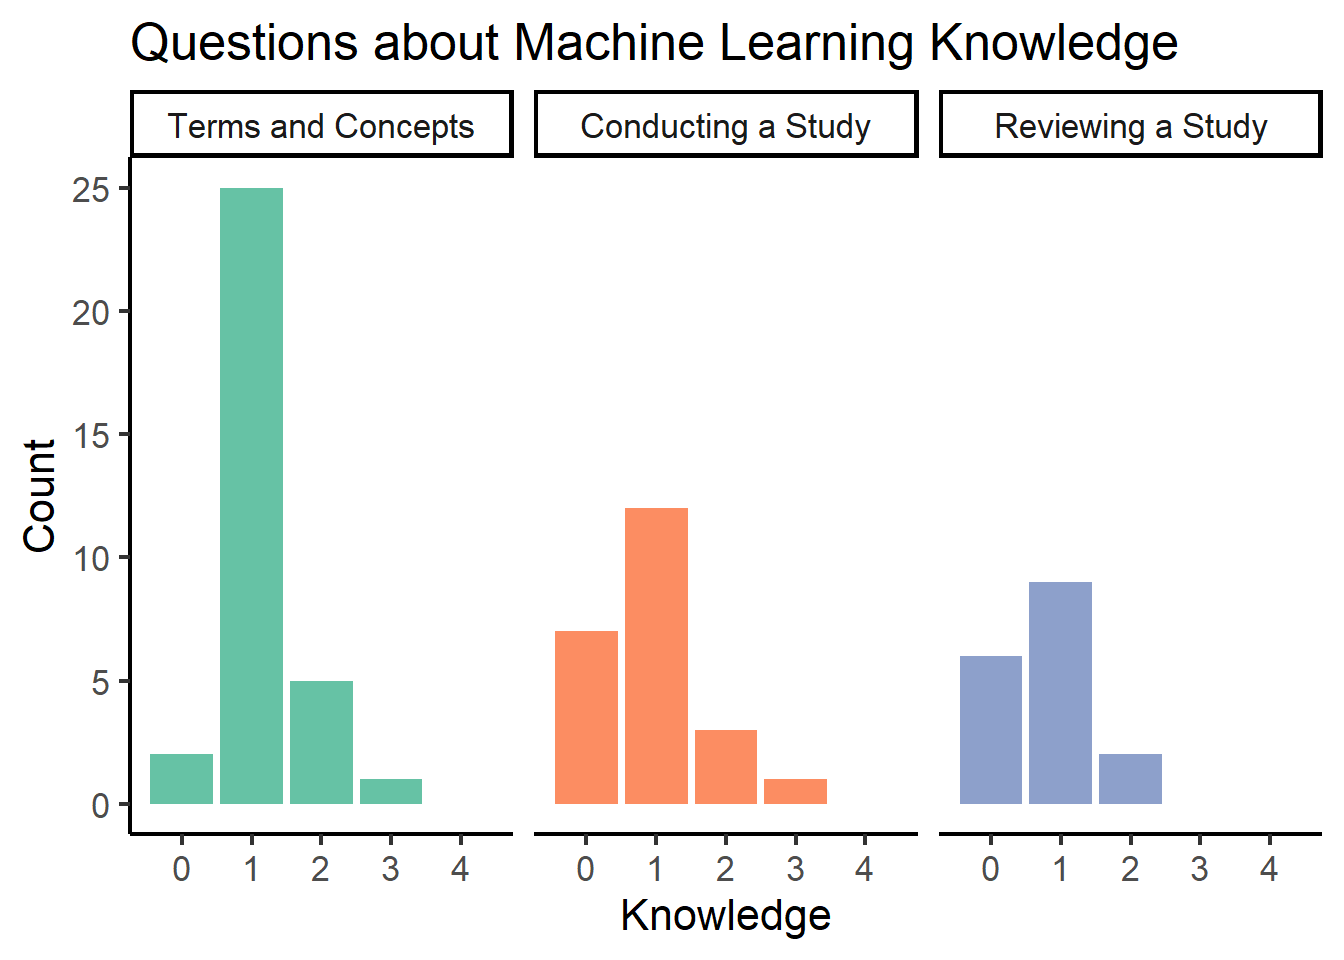 Questions about Machine Learning Knowledge
Terms and Concepts
Conducting a Study
Reviewing a Study
25
20
15
10
5
0
Count
0 1 2 3 4
0 1 2 3 4
0 1 2 3 4
Knowledge